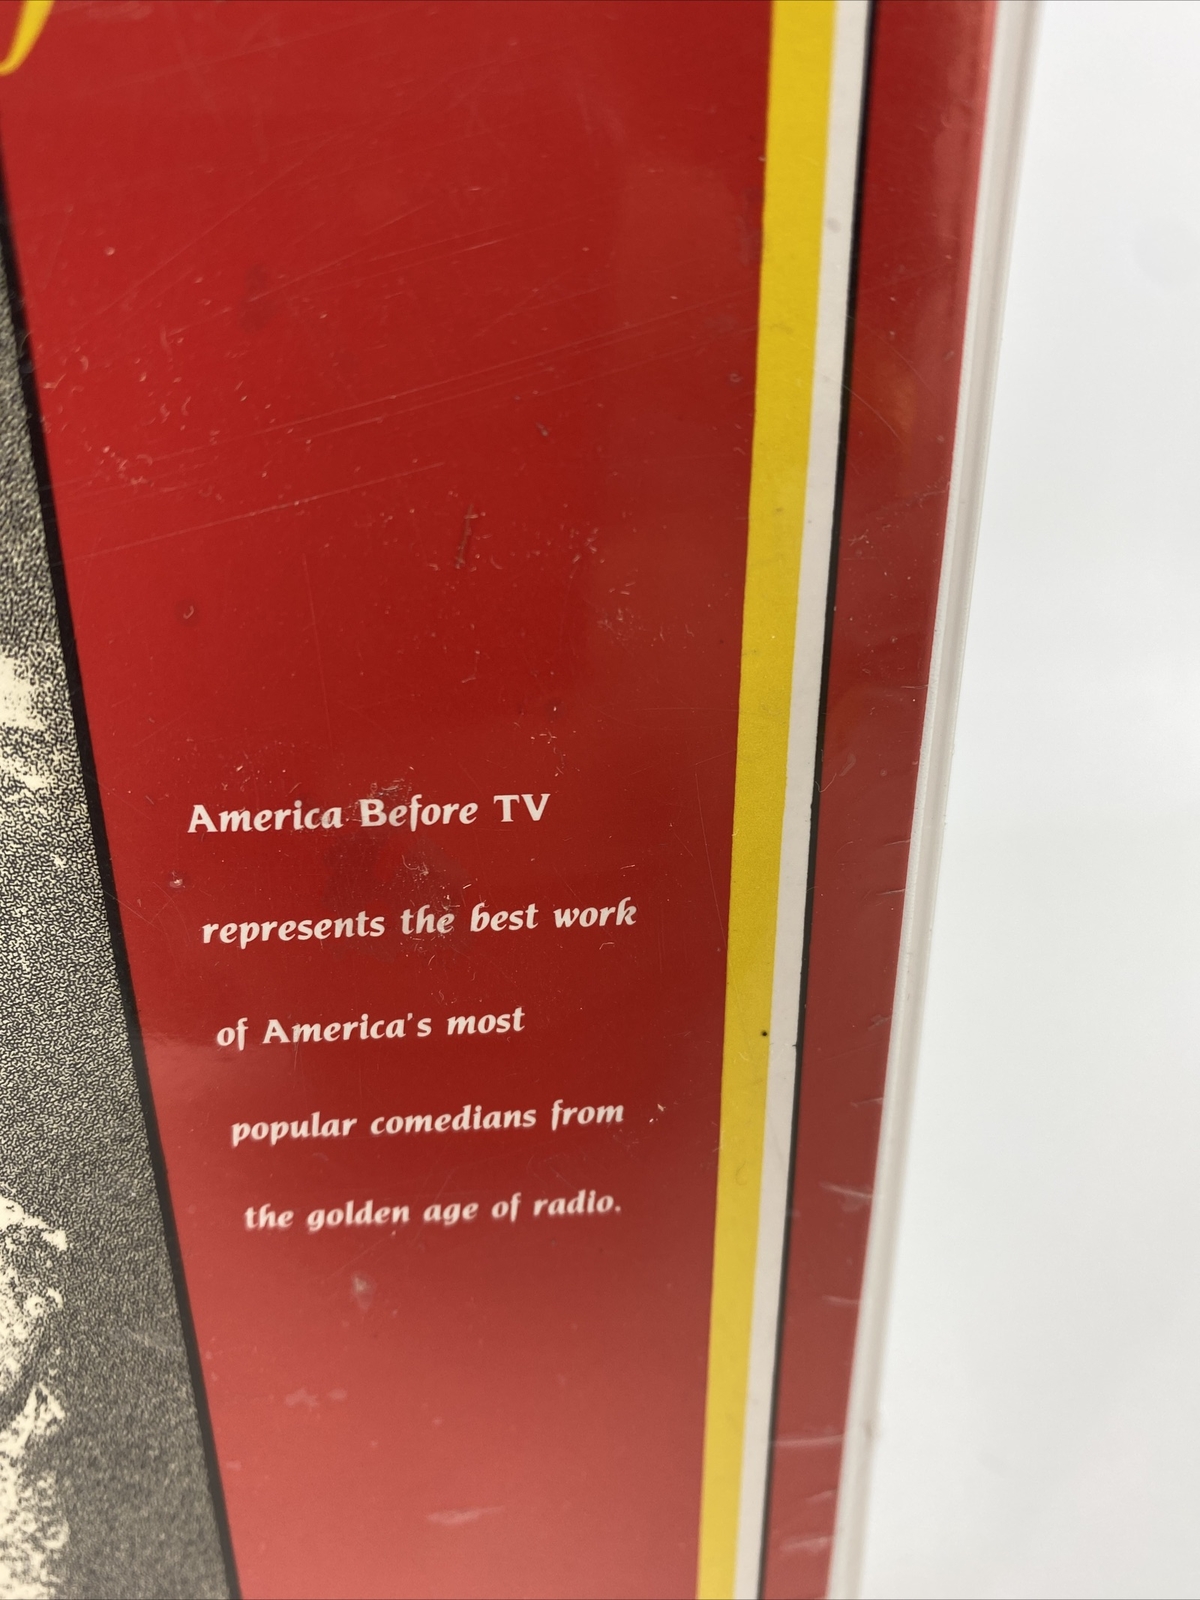 America Before TV
represents the best work
of America's most
popular comedians from
the golden age of radio.